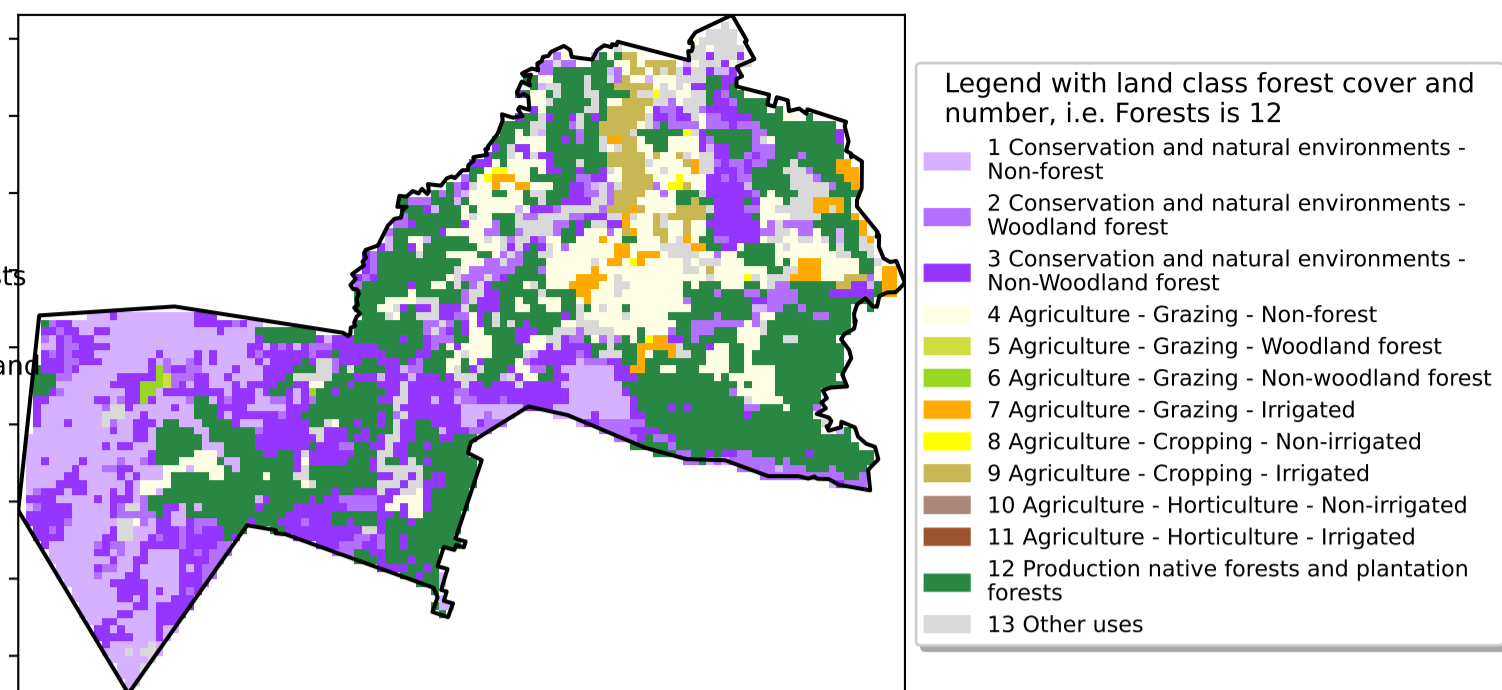 Legend with land class forest cover and
number, i.e. Forests is 12
1 Conservation and natural environments -
Non-forest
2 Conservation and natural environments -
Woodland forest
3 Conservation and natural environments -
Non-Woodland forest
4 Agriculture - Grazing - Non-forest
5 Agriculture - Grazing - Woodland forest
6 Agriculture - Grazing - Non-woodland forest
7 Agriculture - Grazing - Irrigated
8 Agriculture - Cropping - Non-irrigated
9 Agriculture - Cropping - Irrigated
10 Agriculture - Horticulture - Non-irrigated
11 Agriculture - Horticulture - Irrigated
12 Production native forests and plantation
forests
13 Other uses
and